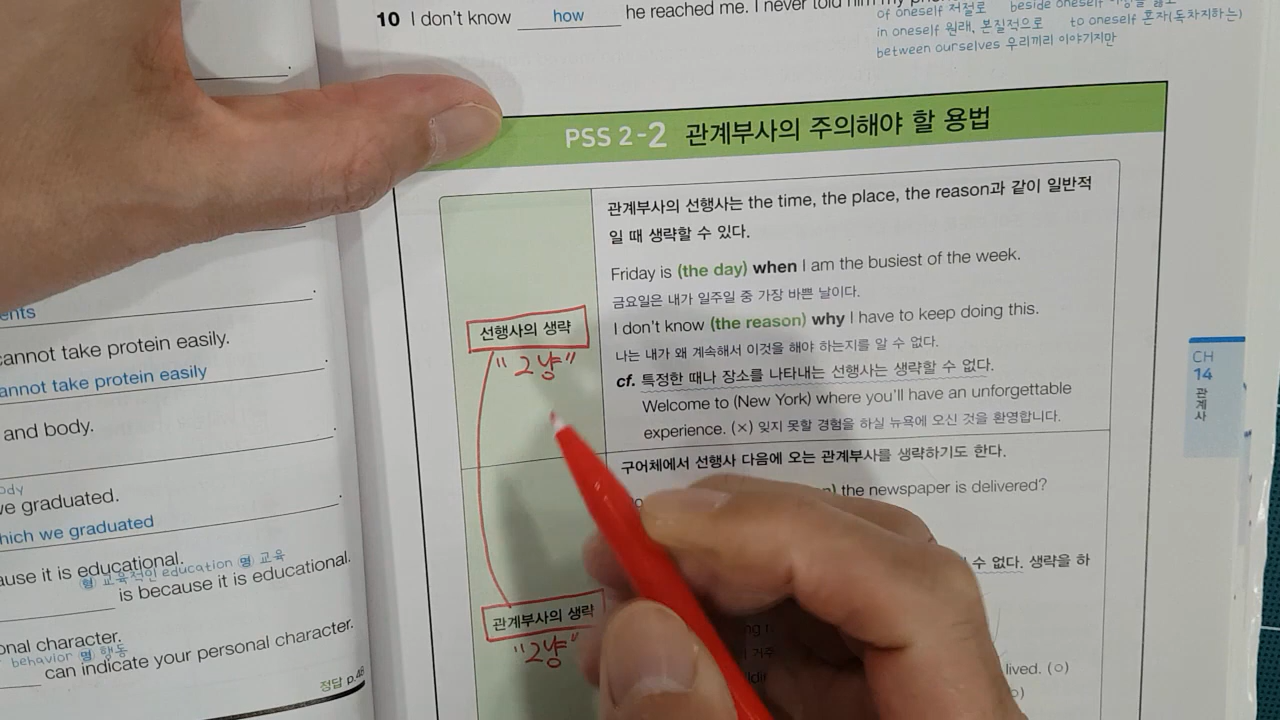 10 I don't know how he reached me. I never told him my
of oneself 저절로 beside oneself
in oneself 원래, 본질적으로 to oneself 혼자(독차지하는)
between ourselves 우리끼리 이야기지만
PSS 2-2 관계부사의 주의해야 할 용법
관계부사의 선행사는 the time, the place, the reason과 같이 일반적
일 때 생략할 수 있다.
Friday is (the day) when I am the busiest of the week.
금요일은 내가 일주일 중 가장 바쁜 날이다.
선행사의 생략
"2냥"
I don't know (the reason) why I have to keep doing this.
나는 내가 왜 계속해서 이것을 해야 하는지를 알 수 없다.
cf. 특정한 때나 장소를 나타내는 선행사는 생략할 수 없다.
Welcome to (New York) where you'll have an unforgettable
experience. (×) 잊지 못할 경험을 하실 뉴욕에 오신 것을 환영합니다.
구어체에서 선행사 다음에 오는 관계부사를 생략하기도 한다.
the newspaper is delivered?
수 없다. 생략을 하
관계부사의 생략
"2냥"
lived. (○)
CH
14
관계사
ents
cannot take protein easily.
cannot take protein easily
and body.
ody
we graduated.
hich we graduated
ause it is educational.
형 교육적인 education 명 교육
is because it is educational.
onal character.
behavior 명 행동
can indicate your personal character.
정답 p.48